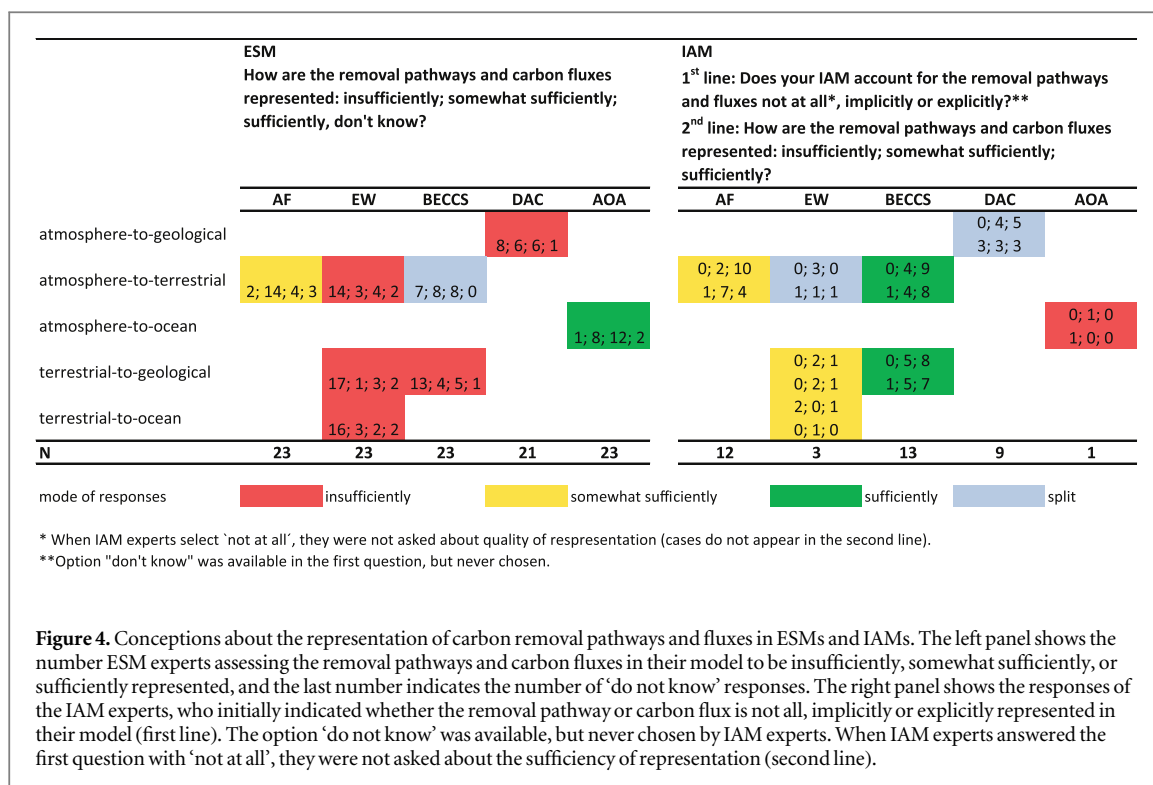 ESM
How are the removal pathways and carbon fluxes
represented: insufficiently; somewhat sufficiently;
sufficiently, don't know?
IAM
1st line: Does your IAM account for the removal pathways
and fluxes not at all*, implicitly or explicitly?**
2nd line: How are the removal pathways and carbon fluxes
represented: insufficiently; somewhat sufficiently;
sufficiently?
AF EW BECCS DAC AOA AF EW BECCS DAC AOA
0; 4; 5
atmosphere-to-geological
8; 6; 6; 1 3; 3; 3
0; 2; 10 0; 3; 0 0; 4; 9
atmosphere-to-terrestrial
2; 14; 4; 3 14; 3; 4; 2 7; 8; 8; 0 1; 7; 4 1; 1; 1 1; 4; 8
0; 1; 0
atmosphere-to-ocean
1; 8; 12; 2 1; 0; 0
0; 2; 1 0; 5; 8
terrestrial-to-geological
17; 1; 3; 2 13; 4; 5; 1 0; 2; 1 1; 5; 7
2; 0; 1
terrestrial-to-ocean
16; 3; 2; 2 0; 1; 0
N 23 23 23 21 23 12 3 13 9 1
mode of responses insufficiently somewhat sufficiently sufficiently split
* When IAM experts select `not at all´, they were not asked about quality of respresentation (cases do not appear in the second line).
**Option "don't know" was available in the first question, but never chosen.
Figure 4. Conceptions about the representation of carbon removal pathways and fluxes in ESMs and IAMs. The left panel shows the
number ESM experts assessing the removal pathways and carbon fluxes in their model to be insufficiently, somewhat sufficiently, or
sufficiently represented, and the last number indicates the number of ‘do not know’ responses. The right panel shows the responses of
the IAM experts, who initially indicated whether the removal pathway or carbon flux is not all, implicitly or explicitly represented in
their model (first line). The option ‘do not know’ was available, but never chosen by IAM experts. When IAM experts answered the
first question with ‘not at all’, they were not asked about the sufficiency of representation (second line).